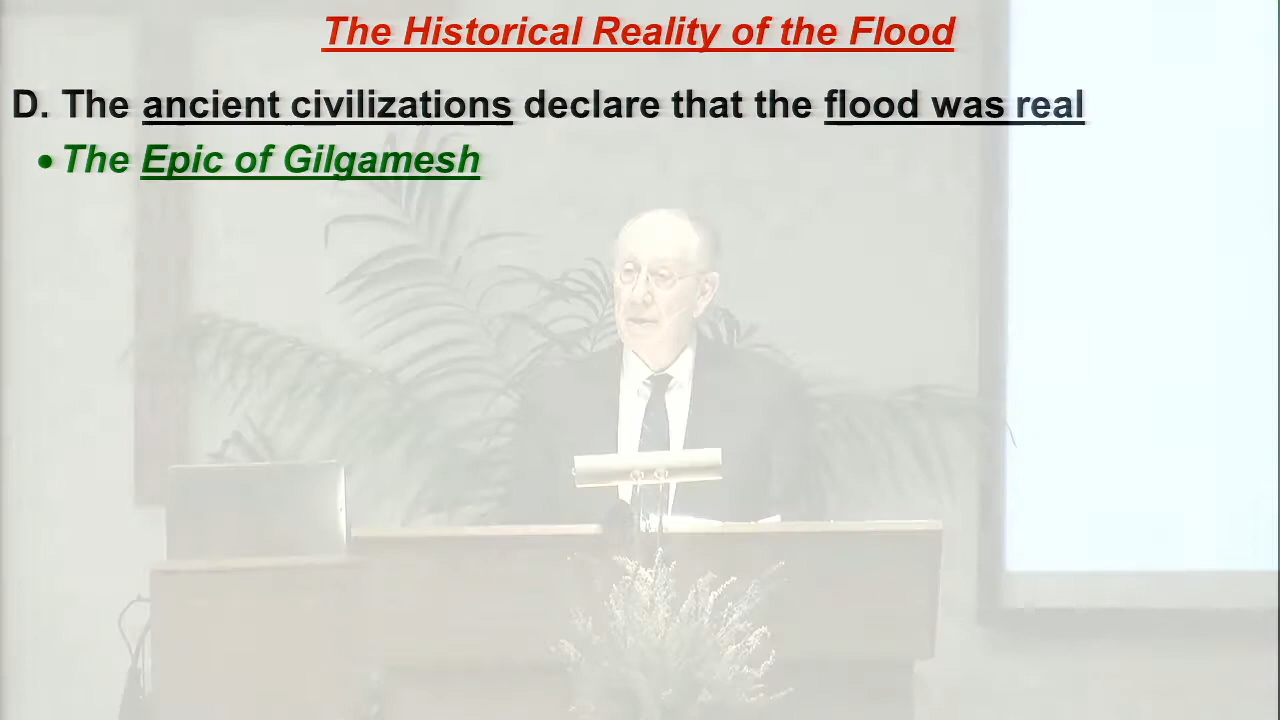 The Historical Reality of the Flood
D. The ancient civilizations declare that the flood was real
• The Epic of Gilgamesh